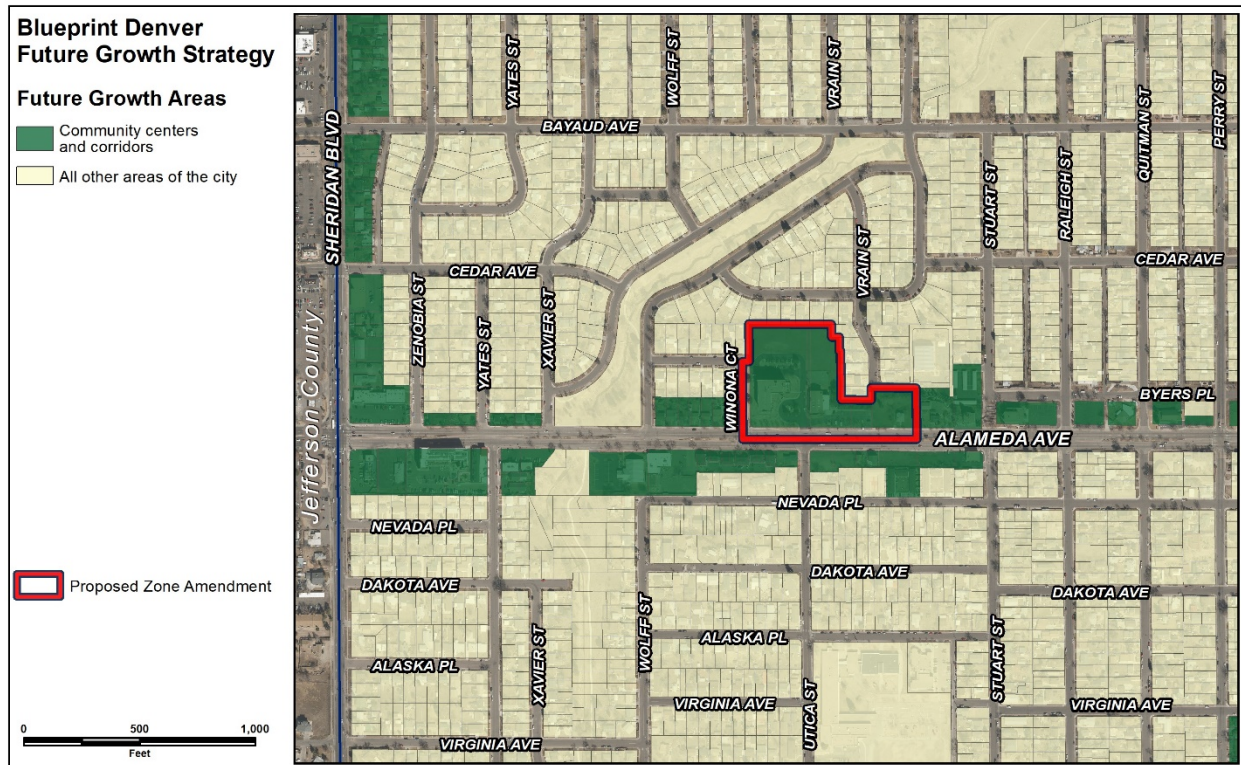 Blueprint Denver
Future Growth Strategy
Future Growth Areas
Community centers
and corridors
All other areas of the city
Proposed Zone Amendment
0 500 1,000
Feet
SHERIDAN BLVD
Jefferson County
YATES ST
WOLFF ST
VRAIN ST
BAYAUD AVE
STUART ST
RALEIGH ST
QUITMAN ST
PERRY ST
CEDAR AVE
VRAIN ST
CEDAR AVE
ZENOBIA ST
YATES ST
XAVIER ST
WINONA CT
BYERS PL
ALAMEDA AVE
NEVADA PL
NEVADA PL
DAKOTA AVE
DAKOTA AVE
DAKOTA AVE
XAVIER ST
WOLFF ST
ALASKA PL
STUART ST
ALASKA PL
VIRGINIA AVE
UTICA ST
VIRGINIA AVE
VIRGINIA AVE